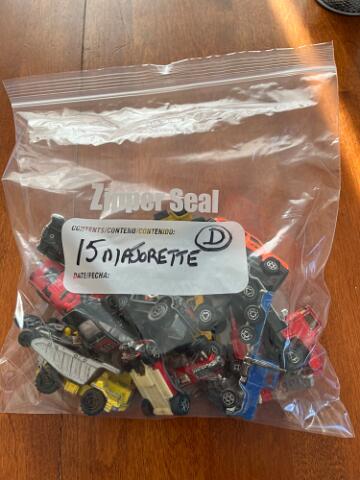 Zipper Seal
CONTENTS/CONTENU/CONTENIDO:
D
15 MAJORETTE
DATE/FECHA: